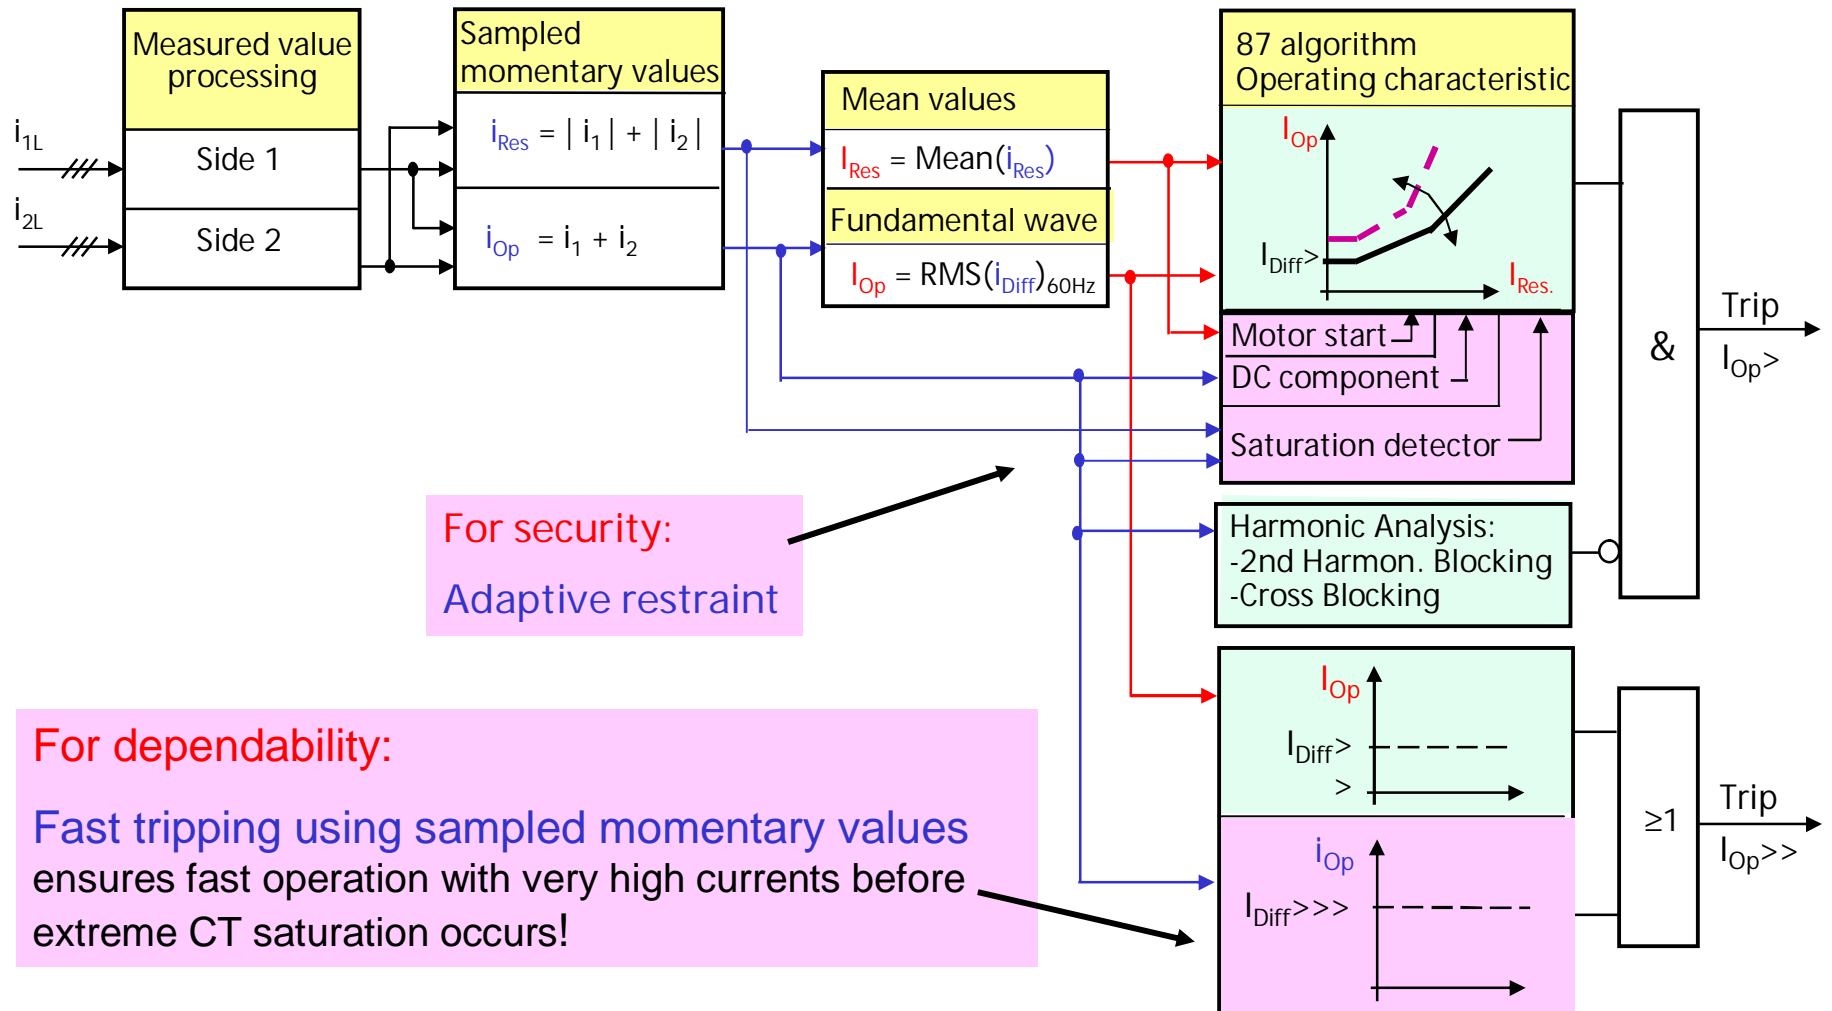 Measured value
processing
Side 1
Side 2
i1L
i2L
Sampled
momentary values
iRes = | i1 | + | i2 |
iOp = i1 + i2
Mean values
IRes = Mean(iRes)
Fundamental wave
IOp = RMS(iDiff)60Hz
87 algorithm
Operating characteristic
IOp
IDiff>
IRes.
Motor start
DC component
Saturation detector
Harmonic Analysis:
-2nd Harmon. Blocking
-Cross Blocking
&
Trip
IOp>
For security:
Adaptive restraint
IOp
IDiff>
>
iOp
IDiff>>>
≥1
Trip
IOp>>
For dependability:
Fast tripping using sampled momentary values
ensures fast operation with very high currents before
extreme CT saturation occurs!